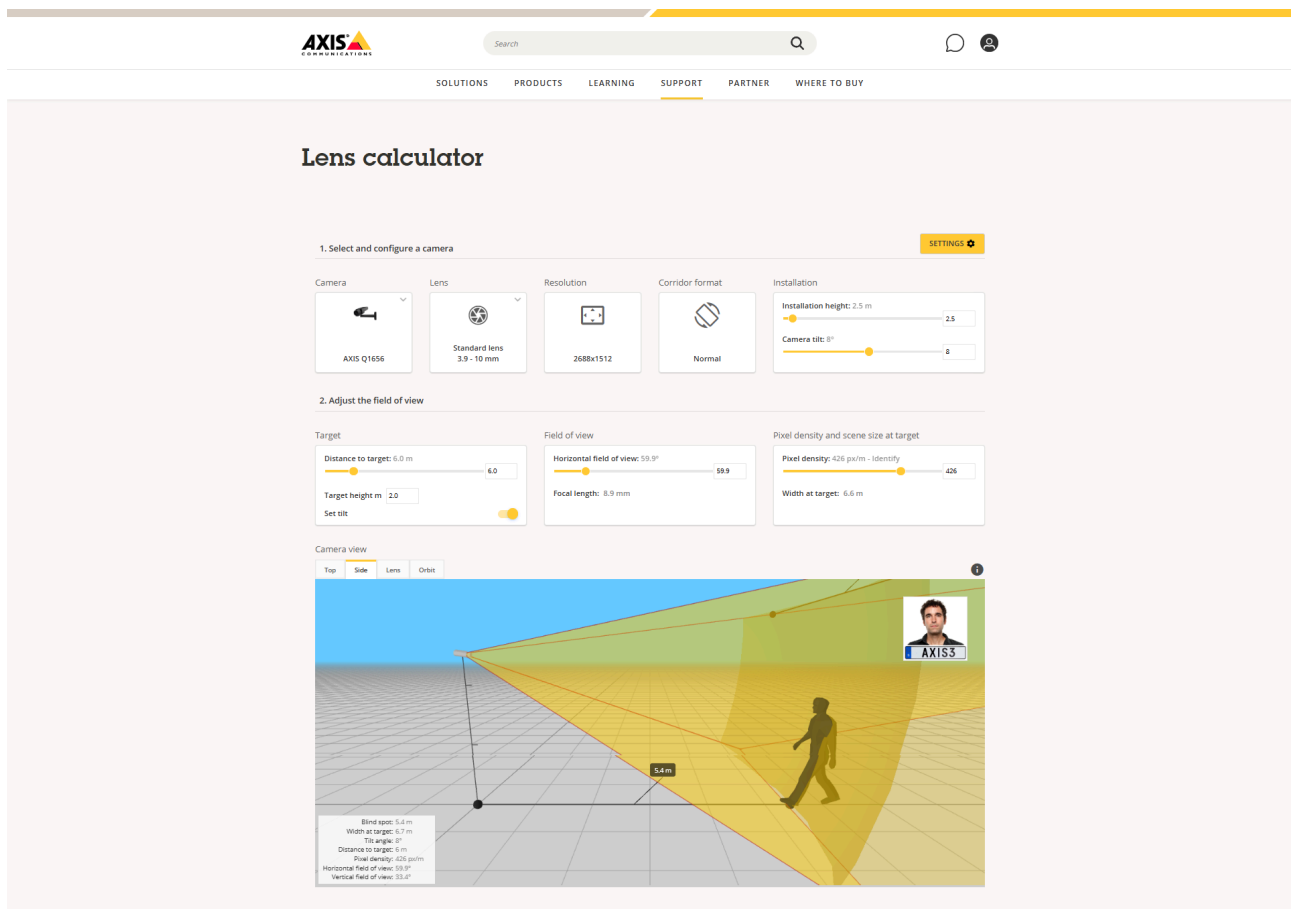 AXIS
COMMUNICATIONS
Search
SOLUTIONS PRODUCTS LEARNING SUPPORT PARTNER WHERE TO BUY
Lens calculator
1. Select and configure a camera
SETTINGS
Camera Lens Resolution Corridor format Installation
Installation height: 2.5 m
2.5
Camera tilt: 8°
8
AXIS Q1656
Standard lens
3.9 - 10 mm
2688x1512
Normal
2. Adjust the field of view
Target Field of view Pixel density and scene size at target
Distance to target: 6.0 m
6.0
Target height m 2.0
Set tilt
Horizontal field of view: 59.9°
59.9
Focal length: 8.9 mm
Pixel density: 426 px/m - Identify
426
Width at target: 6.6 m
Camera view
Top Side Lens Orbit
AXIS3
5.4 m
Blind spot: 5.4 m
Width at target: 6.7 m
Tilt angle: 8°
Distance to target: 6 m
Pixel density: 426 px/m
Horizontal field of view: 59.9°
Vertical field of view: 33.4°